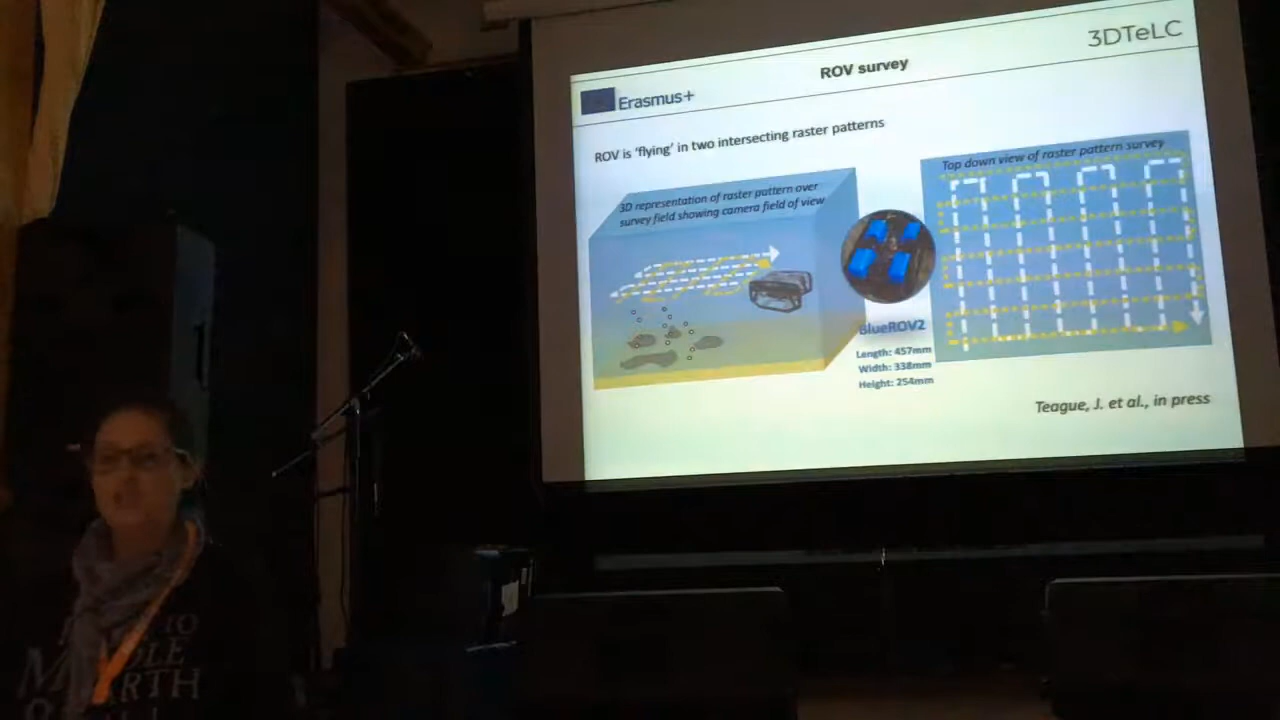 3DTeLC
ROV survey
Erasmus+
ROV is 'flying' in two intersecting raster patterns
3D representation of raster pattern over
survey field showing camera field of view
Top down view of raster pattern survey
BlueROV2
Length: 457mm
Width: 338mm
Height: 254mm
Teague, J. et al., in press